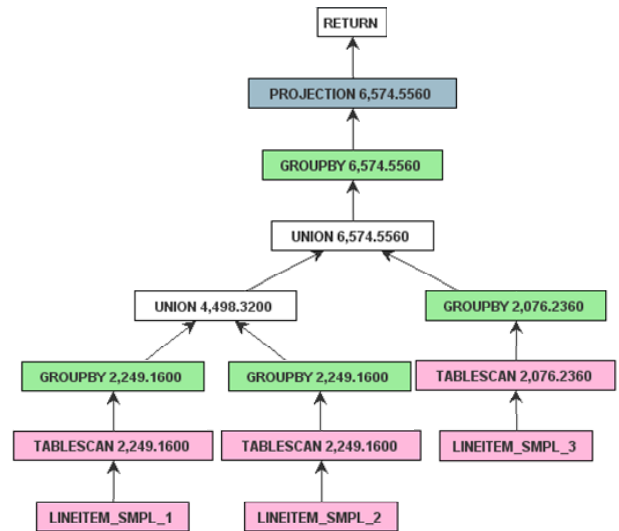 RETURN
PROJECTION 6,574.5560
GROUPBY 6,574.5560
UNION 6,574.5560
UNION 4,498.3200
GROUPBY 2,076.2360
GROUPBY 2,249.1600
GROUPBY 2,249.1600
TABLESCAN 2,076.2360
TABLESCAN 2,249.1600
TABLESCAN 2,249.1600
LINEITEM_SMPL_3
LINEITEM_SMPL_1
LINEITEM_SMPL_2